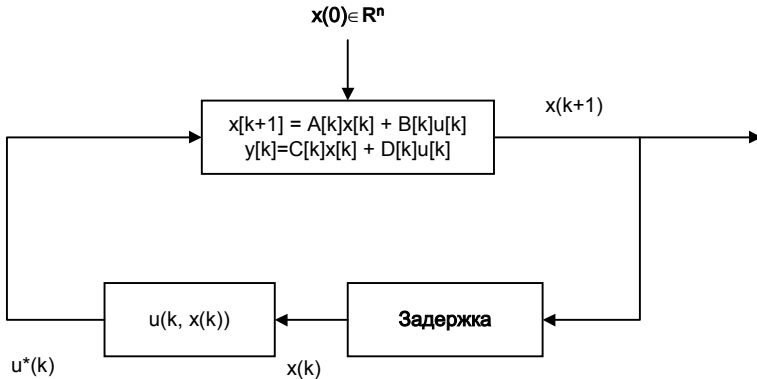 x(0)∈ Rⁿ
x(k+1)
x[k+1] = A[k]x[k] + B[k]u[k]
y[k]=C[k]x[k] + D[k]u[k]
u(k, x(k))
Задержка
u*(k)
x(k)